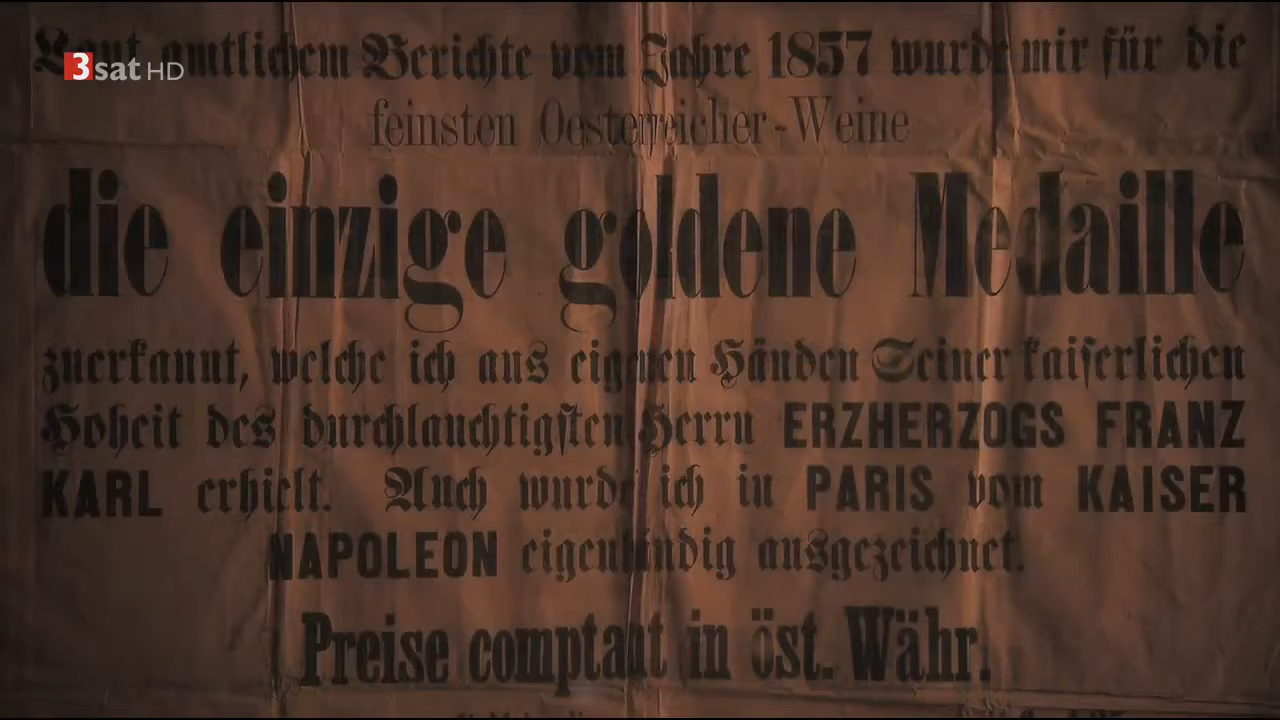 3sat HD
Laut amtlichem Berichte vom Jahre 1857 wurde mir für die
feinsten Oesterreicher-Weine
die einzige goldene Medaille
zuerkannt, welche ich aus eigenen Händen Seiner kaiserlichen
Hoheit des durchlauchtigsten Herrn ERZHERZOGS FRANZ
KARL erhielt. Auch wurde ich in PARIS vom KAISER
NAPOLEON eigenhändig ausgezeichnet.
Preise comptant in öst. Währ.